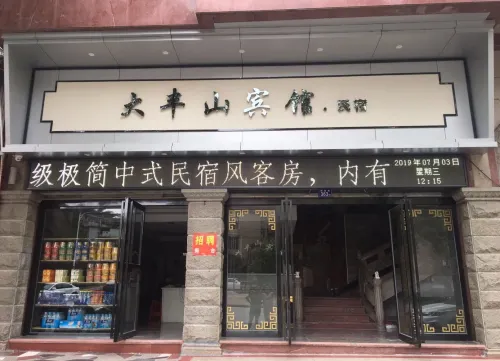 大丰山宾馆·民宿
级极简中式民宿风客房，内有
2019年07月03日
星期三
12:15
招聘